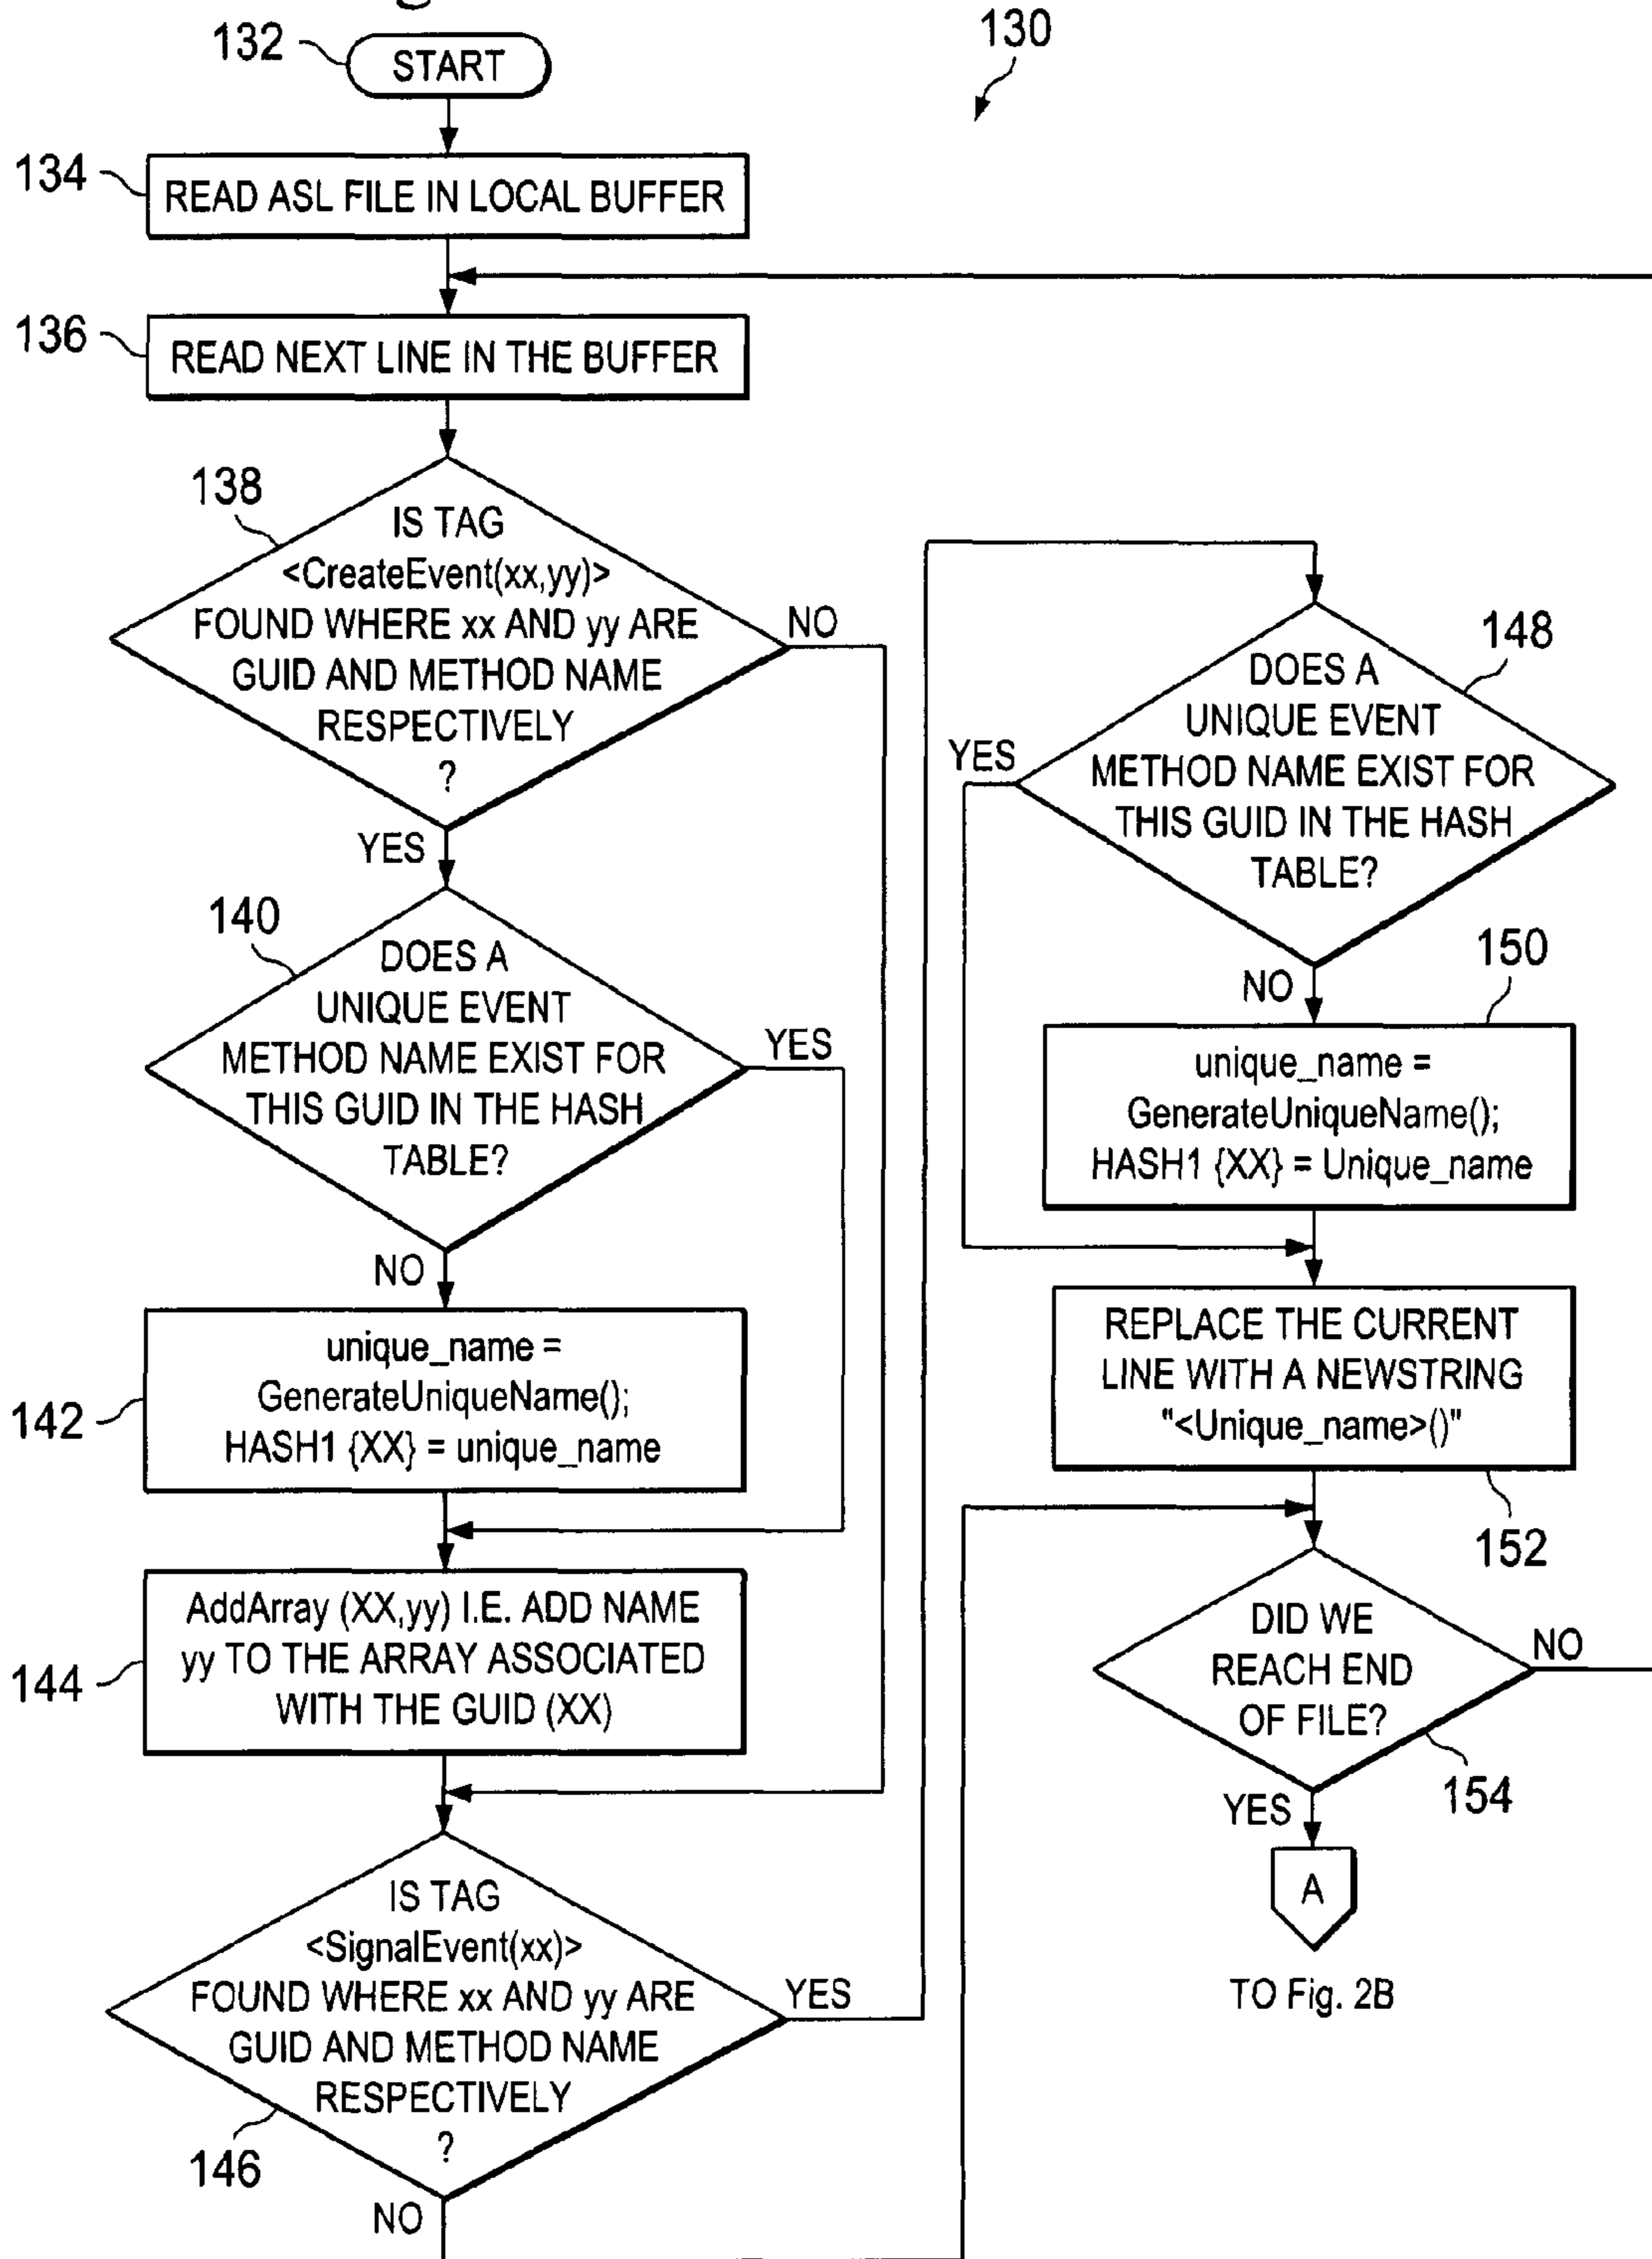 130
132
START
134
READ ASL FILE IN LOCAL BUFFER
136
READ NEXT LINE IN THE BUFFER
138
IS TAG
<CreateEvent(xx,yy)>
FOUND WHERE xx AND yy ARE
GUID AND METHOD NAME
RESPECTIVELY
?
NO
YES
140
DOES A
UNIQUE EVENT
METHOD NAME EXIST FOR
THIS GUID IN THE HASH
TABLE?
YES
NO
142
unique_name =
GenerateUniqueName();
HASH1 {XX} = unique_name
144
AddArray (XX,yy) I.E. ADD NAME
yy TO THE ARRAY ASSOCIATED
WITH THE GUID (XX)
IS TAG
<SignalEvent(xx)>
FOUND WHERE xx AND yy ARE
GUID AND METHOD NAME
RESPECTIVELY
?
146
YES
NO
148
DOES A
UNIQUE EVENT
METHOD NAME EXIST FOR
THIS GUID IN THE HASH
TABLE?
YES
NO
150
unique_name =
GenerateUniqueName();
HASH1 {XX} = Unique_name
REPLACE THE CURRENT
LINE WITH A NEWSTRING
"<Unique_name>()"
152
DID WE
REACH END
OF FILE?
NO
154
YES
A
TO Fig. 2B